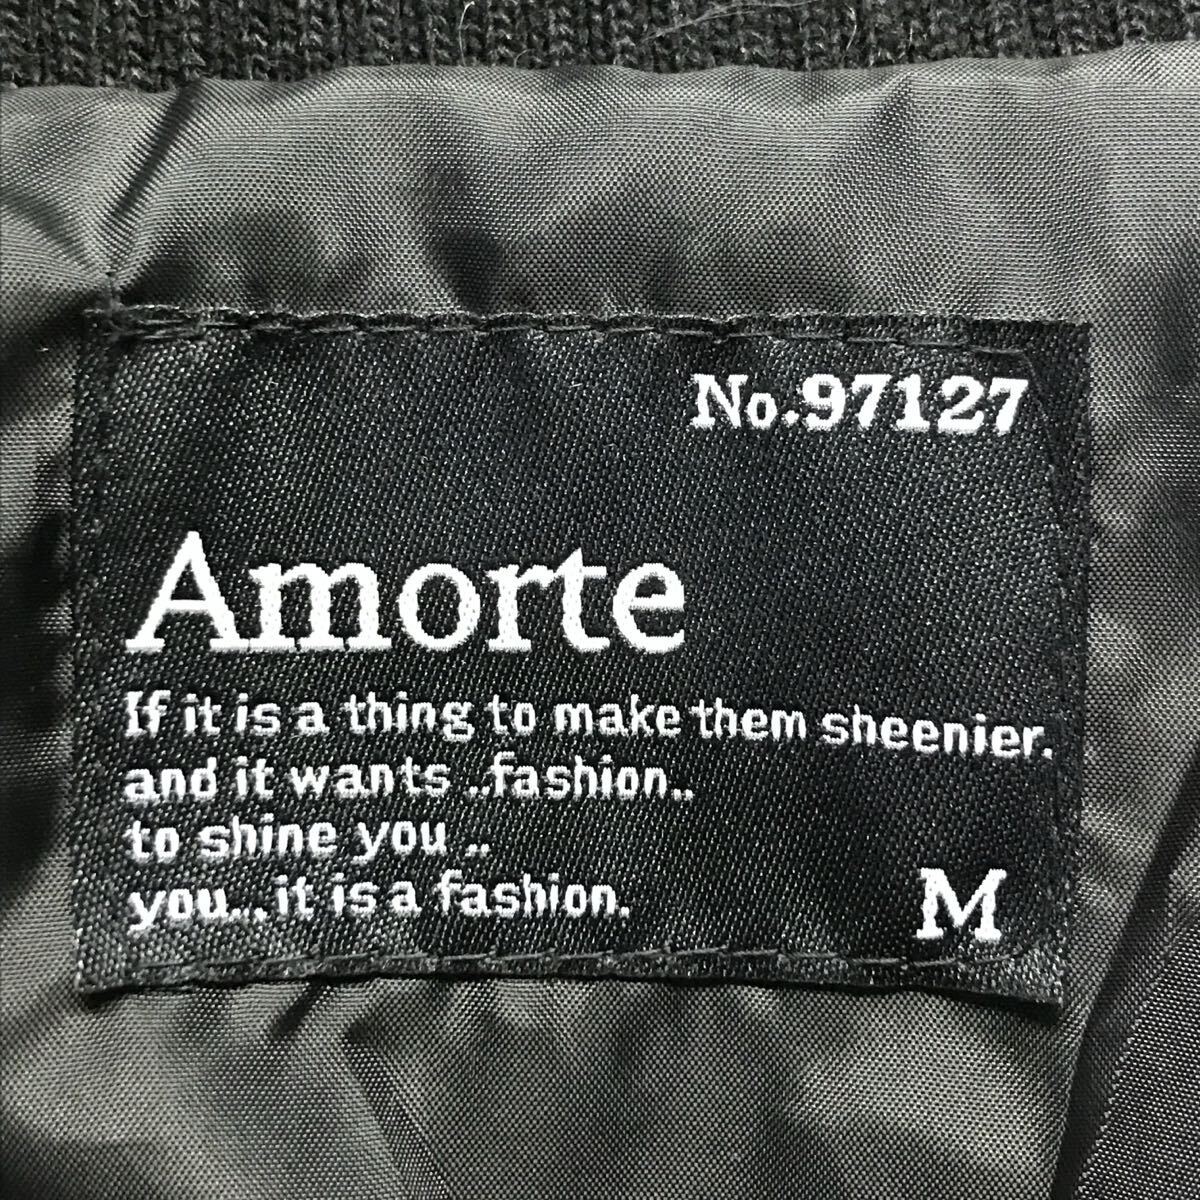 No.97127
Amorte
If it is a thing to make them sheenier.
and it wants ..fashion..
to shine you ..
you... it is a fashion.
M